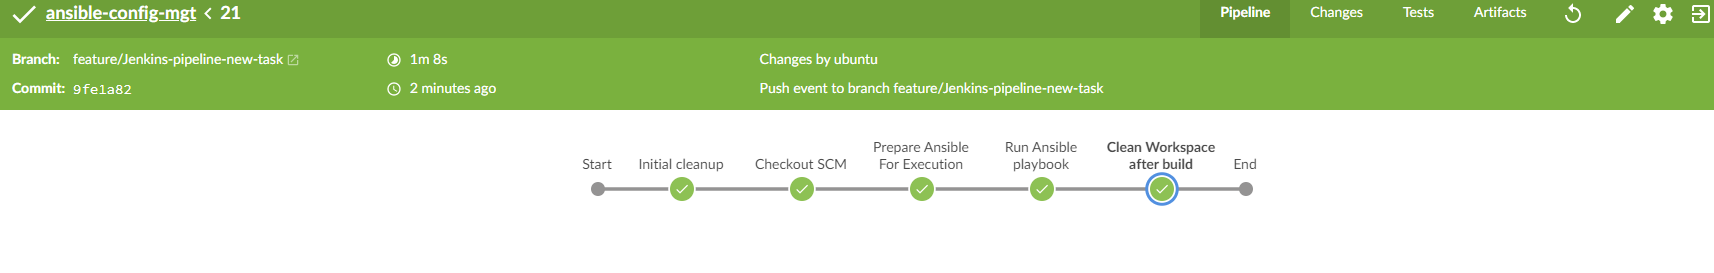 ansible-config-mgt < 21
Pipeline Changes Tests Artifacts
Branch: feature/Jenkins-pipeline-new-task 1m 8s Changes by ubuntu
Commit: 9fe1a82 2 minutes ago Push event to branch feature/Jenkins-pipeline-new-task
Start
Initial cleanup
Checkout SCM
Prepare Ansible
For Execution
Run Ansible
playbook
Clean Workspace
after build
End